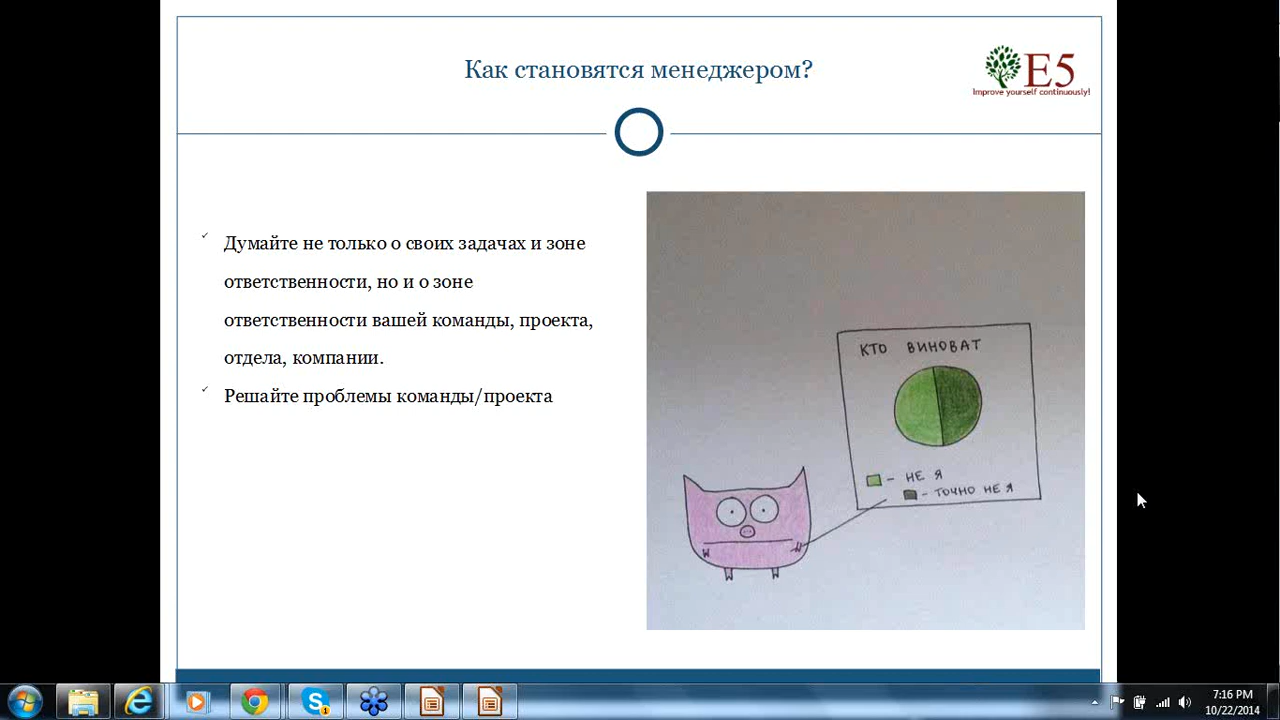 Как становятся менеджером?
E5
Improve yourself continuously!
Думайте не только о своих задачах и зоне
ответственности, но и о зоне
ответственности вашей команды, проекта,
отдела, компании.
Решайте проблемы команды/проекта
КТО ВИНОВАТ
- НЕ Я
- ТОЧНО НЕ Я
7:16 PM
10/22/2014